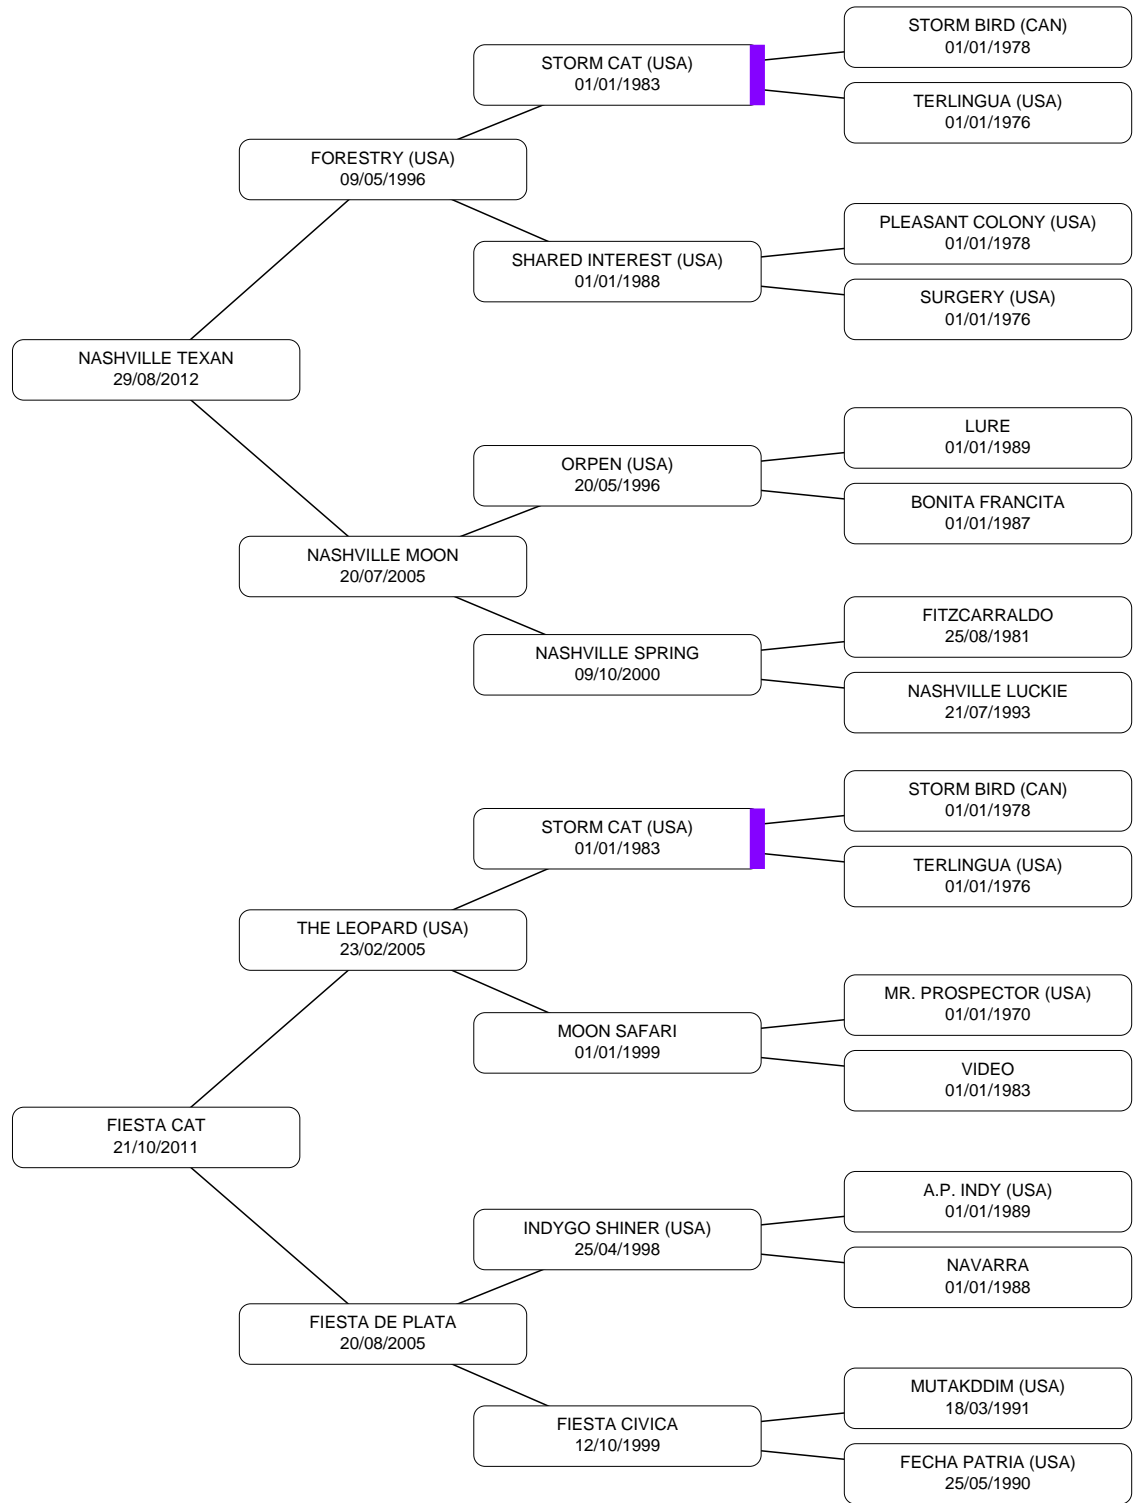 STORM BIRD (CAN)
01/01/1978
STORM CAT (USA)
01/01/1983
TERLINGUA (USA)
01/01/1976
FORESTRY (USA)
09/05/1996
PLEASANT COLONY (USA)
01/01/1978
SHARED INTEREST (USA)
01/01/1988
SURGERY (USA)
01/01/1976
NASHVILLE TEXAN
29/08/2012
LURE
01/01/1989
ORPEN (USA)
20/05/1996
BONITA FRANCITA
01/01/1987
NASHVILLE MOON
20/07/2005
FITZCARRALDO
25/08/1981
NASHVILLE SPRING
09/10/2000
NASHVILLE LUCKIE
21/07/1993
STORM BIRD (CAN)
01/01/1978
STORM CAT (USA)
01/01/1983
TERLINGUA (USA)
01/01/1976
THE LEOPARD (USA)
23/02/2005
MR. PROSPECTOR (USA)
01/01/1970
MOON SAFARI
01/01/1999
VIDEO
01/01/1983
FIESTA CAT
21/10/2011
A.P. INDY (USA)
01/01/1989
INDYGO SHINER (USA)
25/04/1998
NAVARRA
01/01/1988
FIESTA DE PLATA
20/08/2005
MUTAKDDIM (USA)
18/03/1991
FIESTA CIVICA
12/10/1999
FECHA PATRIA (USA)
25/05/1990